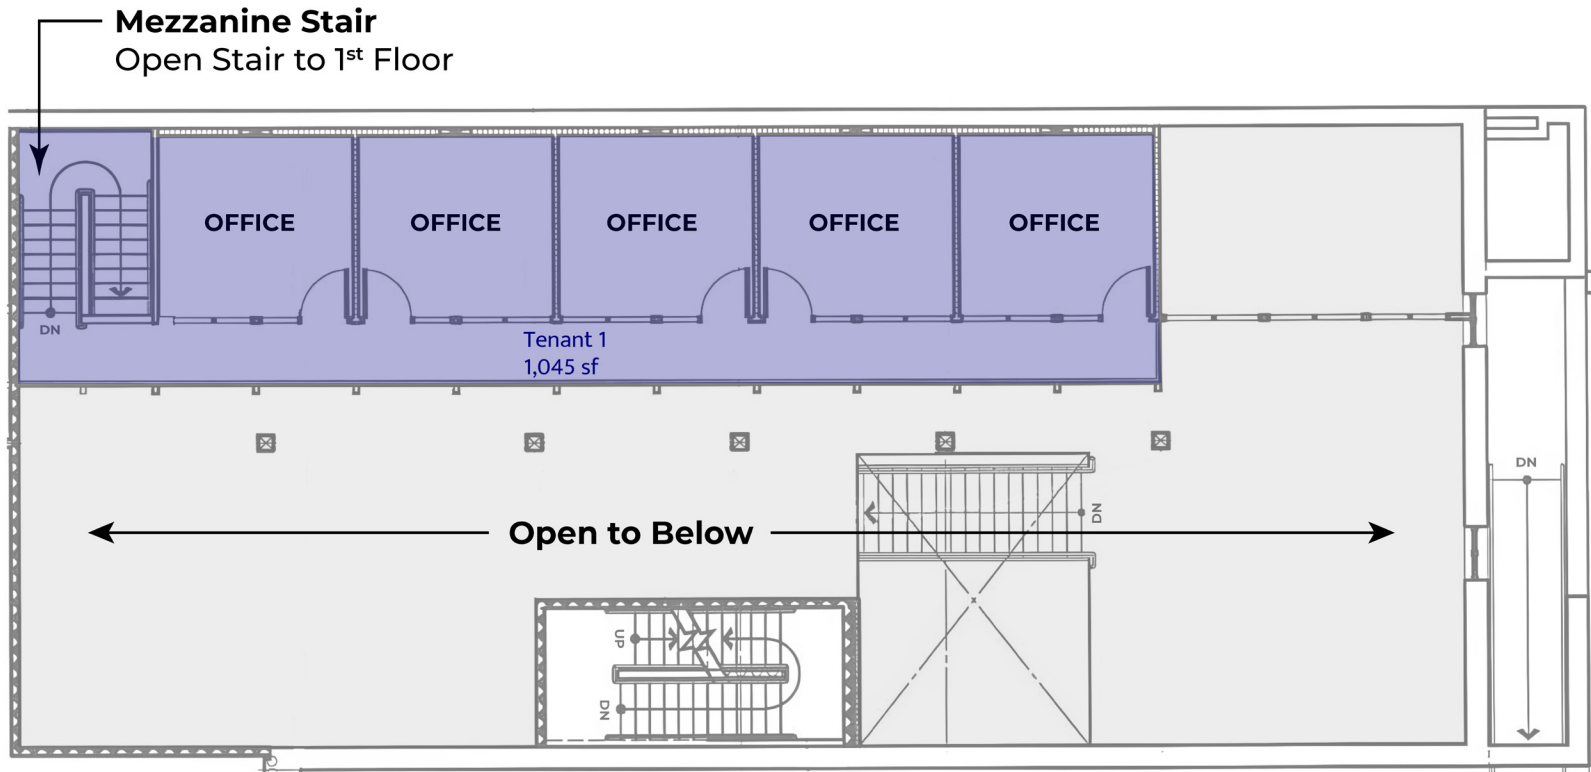 Mezzanine Stair
Open Stair to 1st Floor
OFFICE OFFICE OFFICE OFFICE OFFICE
DN
Tenant 1
1,045 sf
DN
DN
Open to Below
UP
DN